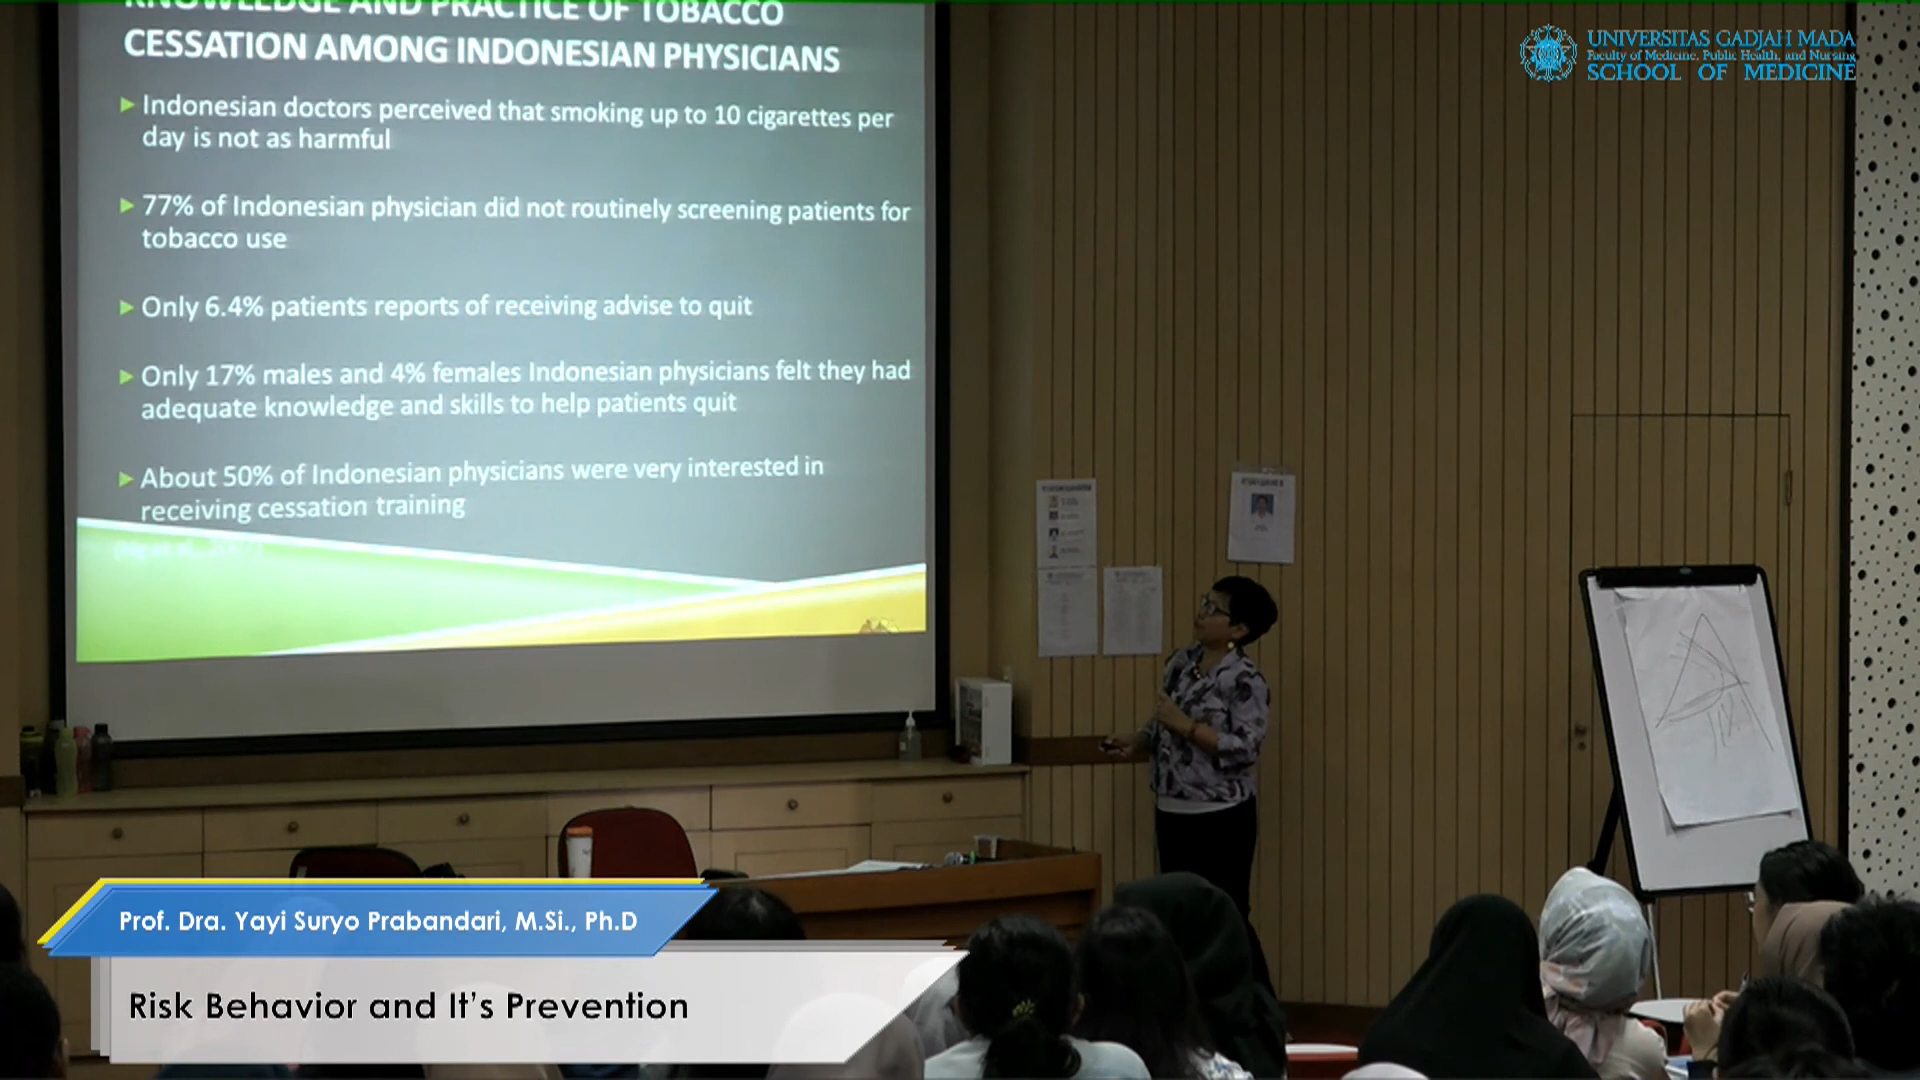 KNOWLEDGE AND PRACTICE OF TOBACCO
CESSATION AMONG INDONESIAN PHYSICIANS
Indonesian doctors perceived that smoking up to 10 cigarettes per
day is not as harmful
77% of Indonesian physician did not routinely screening patients for
tobacco use
Only 6.4% patients reports of receiving advise to quit
Only 17% males and 4% females Indonesian physicians felt they had
adequate knowledge and skills to help patients quit
About 50% of Indonesian physicians were very interested in
receiving cessation training
UNIVERSITAS GADJAH MADA
Faculty of Medicine, Public Health, and Nursing
SCHOOL OF MEDICINE
Prof. Dra. Yayi Suryo Prabandari, M.Si., Ph.D
Risk Behavior and It's Prevention